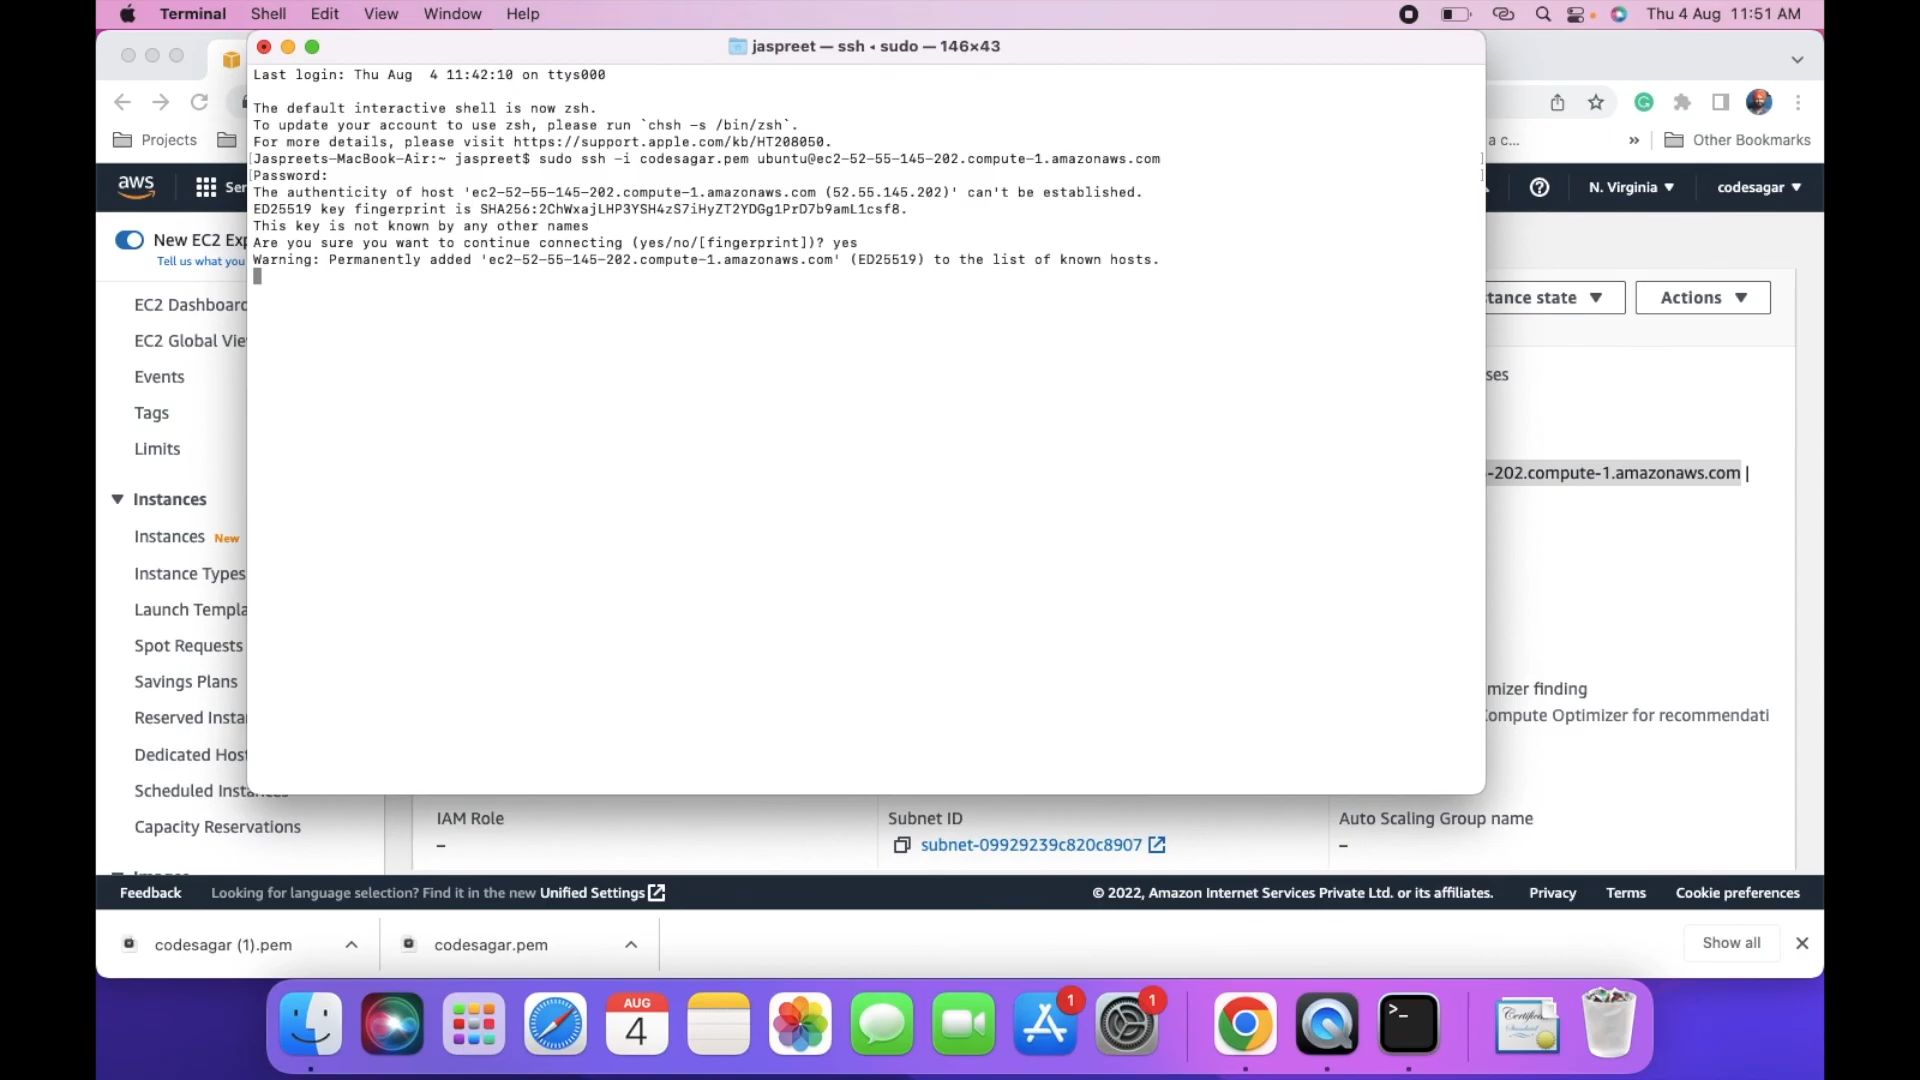 Terminal Shell Edit View Window Help Thu 4 Aug 11:51 AM
jaspreet — ssh ◂ sudo — 146×43
Last login: Thu Aug  4 11:42:10 on ttys000
The default interactive shell is now zsh.
To update your account to use zsh, please run `chsh -s /bin/zsh`.
For more details, please visit https://support.apple.com/kb/HT208050.
[Jaspreets-MacBook-Air:~ jaspreet$ sudo ssh -i codesagar.pem ubuntu@ec2-52-55-145-202.compute-1.amazonaws.com ]
[Password: ]
The authenticity of host 'ec2-52-55-145-202.compute-1.amazonaws.com (52.55.145.202)' can't be established.
ED25519 key fingerprint is SHA256:2ChWxajLHP3YSH4zS7iHyZT2YDGg1PrD7b9amL1csf8.
This key is not known by any other names
Are you sure you want to continue connecting (yes/no/[fingerprint])? yes
Warning: Permanently added 'ec2-52-55-145-202.compute-1.amazonaws.com' (ED25519) to the list of known hosts.
Projects a c... » Other Bookmarks
aws Ser N. Virginia ▼ codesagar ▼
New EC2 Exp
Tell us what you
EC2 Dashboard
EC2 Global Vie
Events
Tags
Limits
Instances
Instances New
Instance Types
Launch Templa
Spot Requests
Savings Plans
Reserved Insta
Dedicated Host
Scheduled Instances
Capacity Reservations
Images
tance state ▼ Actions ▼
ses
-202.compute-1.amazonaws.com |
mizer finding
Compute Optimizer for recommendati
IAM Role
–
Subnet ID
subnet-09929239c820c8907
Auto Scaling Group name
–
Feedback Looking for language selection? Find it in the new Unified Settings © 2022, Amazon Internet Services Private Ltd. or its affiliates. Privacy Terms Cookie preferences
codesagar (1).pem codesagar.pem Show all
AUG
4
1
1
>_